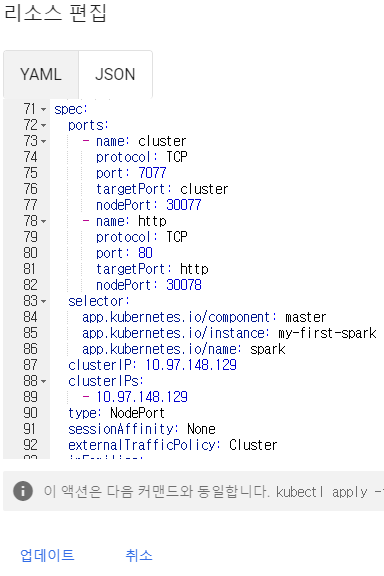 리소스 편집
YAML JSON
71 spec:
72 ports:
73 - name: cluster
74 protocol: TCP
75 port: 7077
76 targetPort: cluster
77 nodePort: 30077
78 - name: http
79 protocol: TCP
80 port: 80
81 targetPort: http
82 nodePort: 30078
83 selector:
84 app.kubernetes.io/component: master
85 app.kubernetes.io/instance: my-first-spark
86 app.kubernetes.io/name: spark
87 clusterIP: 10.97.148.129
88 clusterIPs:
89 - 10.97.148.129
90 type: NodePort
91 sessionAffinity: None
92 externalTrafficPolicy: Cluster
이 액션은 다음 커맨드와 동일합니다. kubectl apply
업데이트 취소